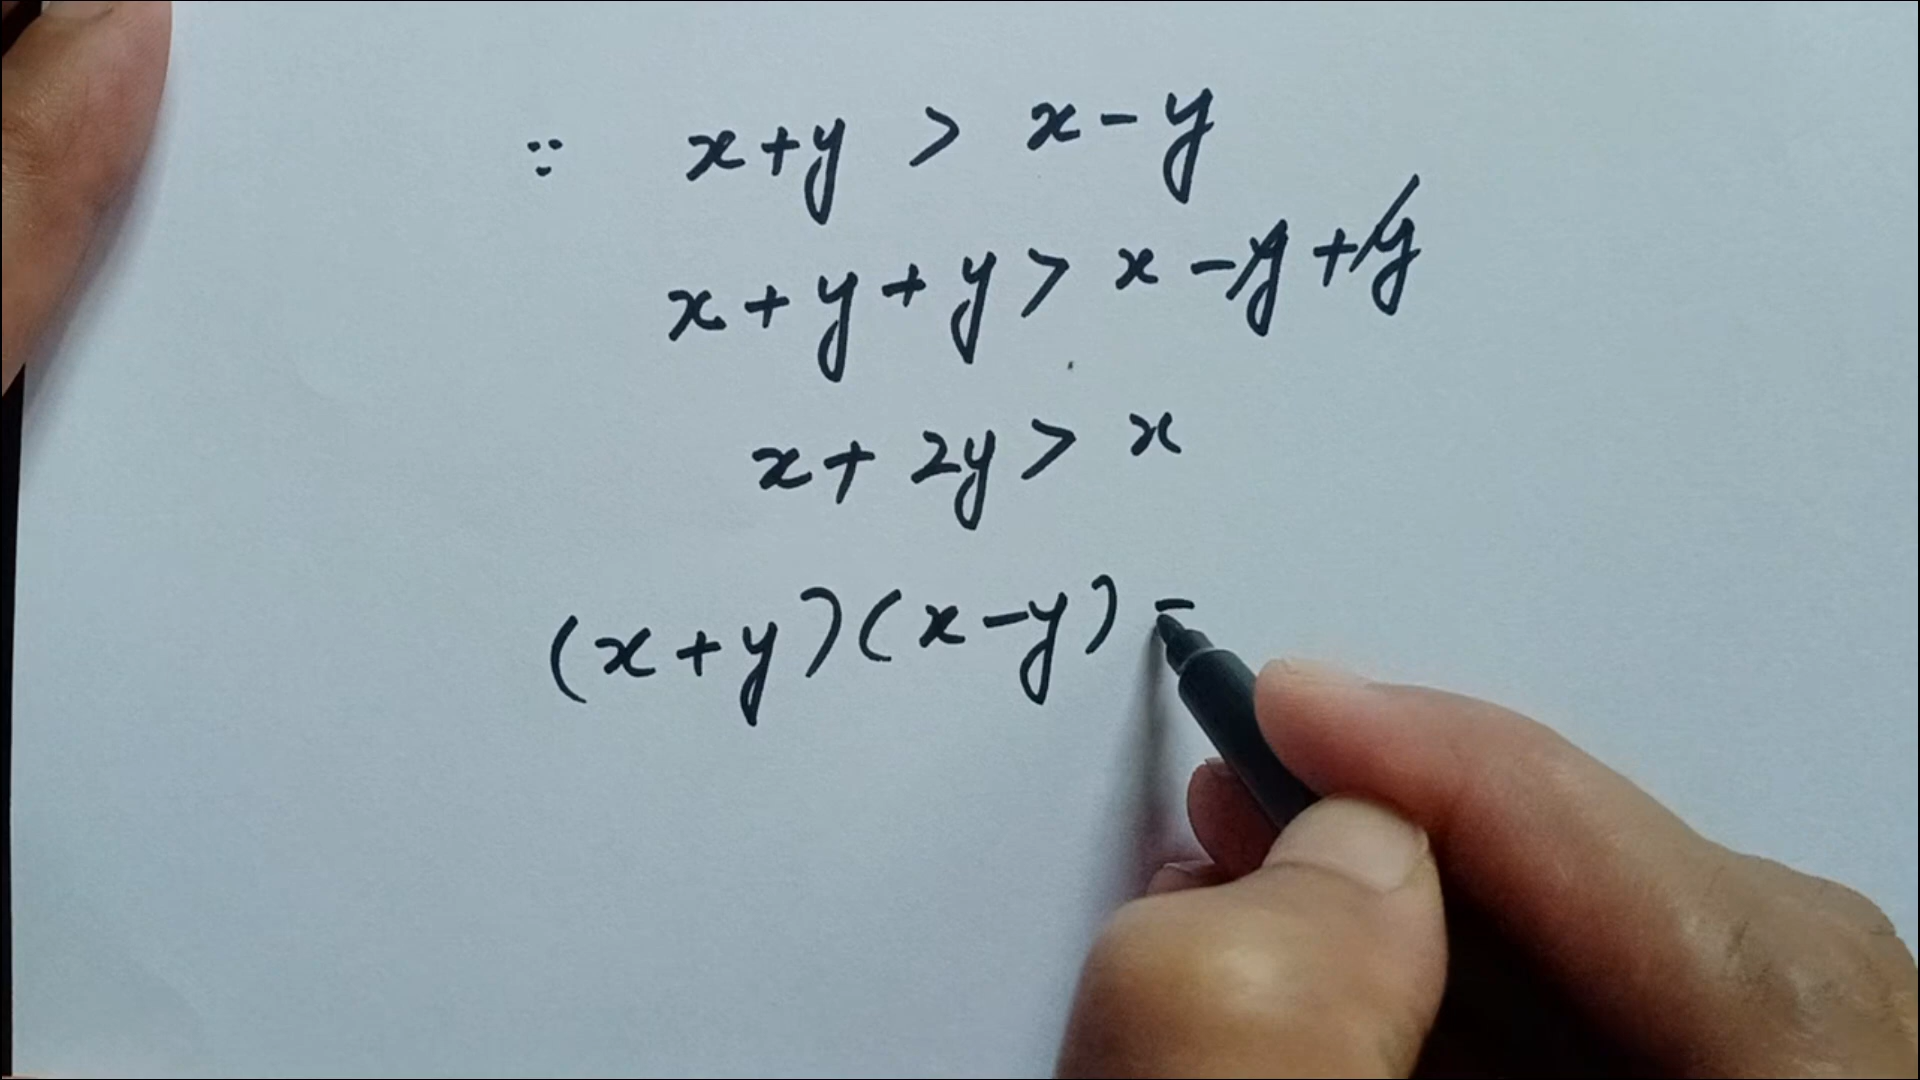 ∵ x+y > x-y
x+y+y > x-y+y
x+2y > x
(x+y)(x-y) =